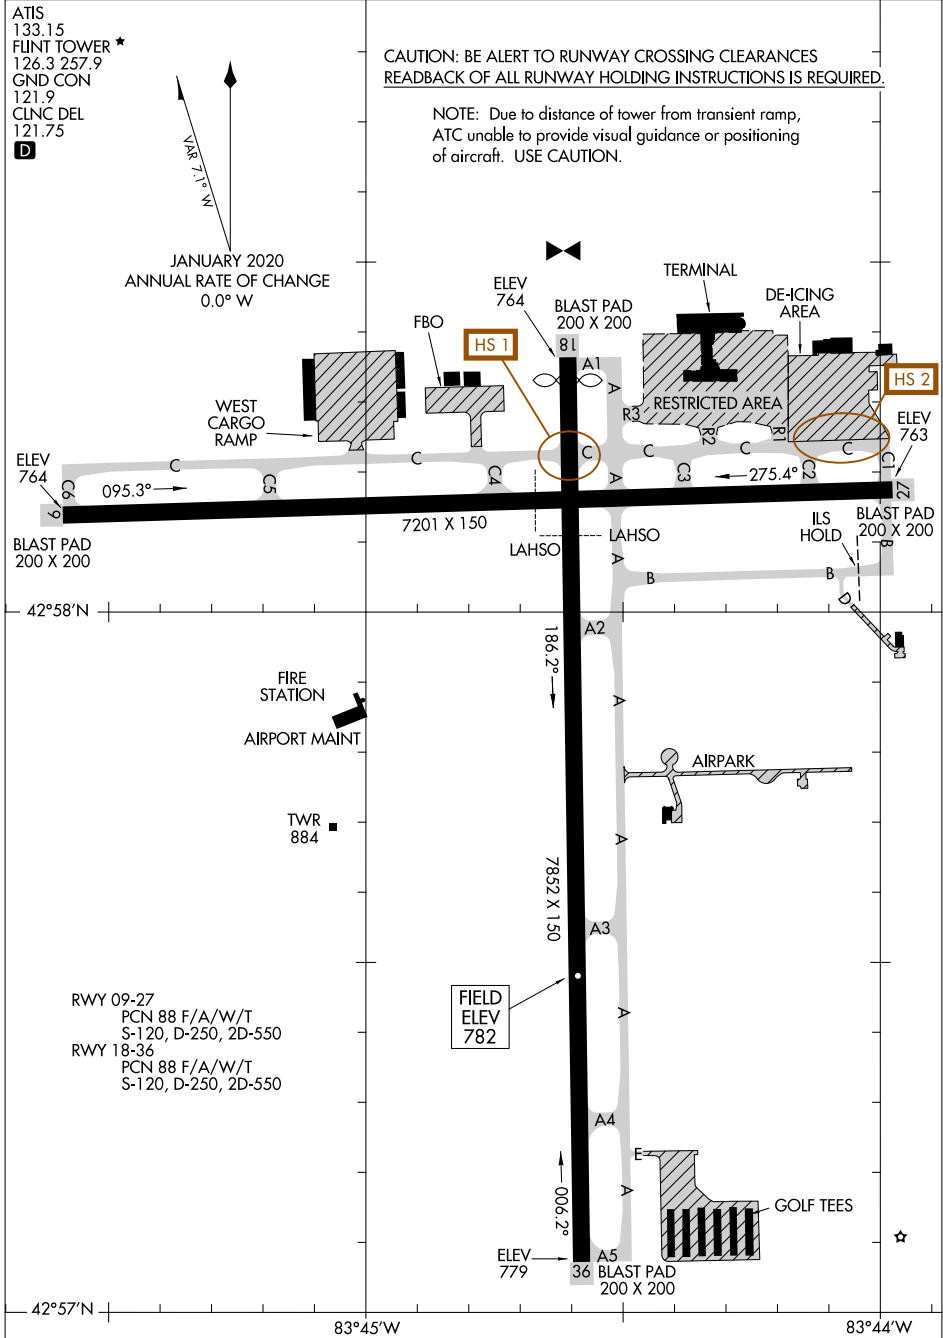 ATIS
133.15
FLINT TOWER ★
126.3 257.9
GND CON
121.9
CLNC DEL
121.75
D
CAUTION: BE ALERT TO RUNWAY CROSSING CLEARANCES
READBACK OF ALL RUNWAY HOLDING INSTRUCTIONS IS REQUIRED.
NOTE: Due to distance of tower from transient ramp,
ATC unable to provide visual guidance or positioning
of aircraft. USE CAUTION.
VAR 7.1° W
JANUARY 2020
ANNUAL RATE OF CHANGE
0.0° W
ELEV
764
BLAST PAD
200 X 200
18
TERMINAL
DE-ICING
AREA
FBO
HS 1
HS 2
A1
A
R3
RESTRICTED AREA
R2
R1
WEST
CARGO
RAMP
ELEV
763
ELEV
764
C
C
C
C
C
C
C6
C5
C4
C3
C2
C1
A
095.3°
275.4°
9
27
7201 X 150
BLAST PAD
200 X 200
BLAST PAD
200 X 200
ILS
HOLD
B
LAHSO
LAHSO
A
B
B
D
42°58'N
A2
186.2°
FIRE
STATION
AIRPORT MAINT
A
AIRPARK
TWR
884
A
7852 X 150
A3
FIELD
ELEV
782
A
RWY 09-27
PCN 88 F/A/W/T
S-120, D-250, 2D-550
RWY 18-36
PCN 88 F/A/W/T
S-120, D-250, 2D-550
A4
E
A
006.2°
GOLF TEES
ELEV
779
A5
36
BLAST PAD
200 X 200
42°57'N
83°45'W
83°44'W